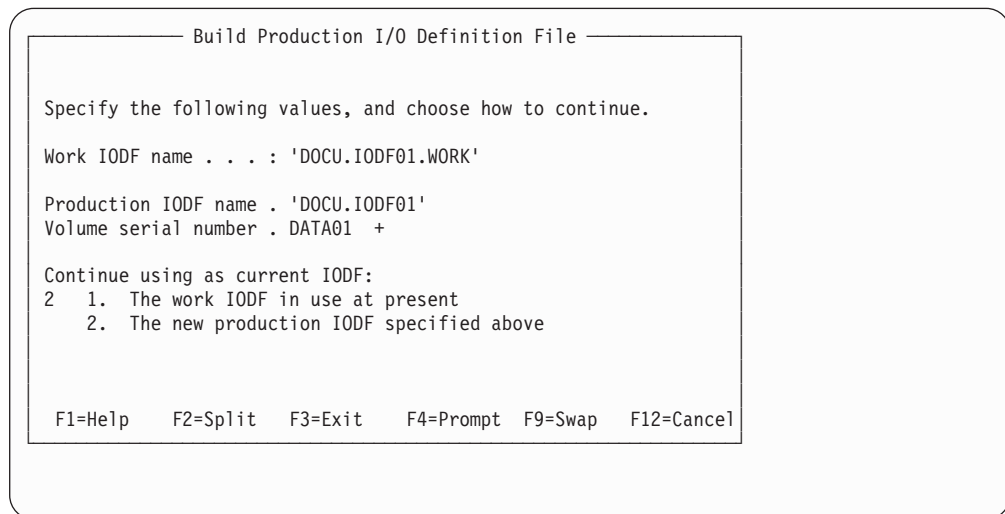 Build Production I/O Definition File
Specify the following values, and choose how to continue.
Work IODF name . . . : 'DOCU.IODF01.WORK'
Production IODF name . 'DOCU.IODF01'
Volume serial number . DATA01 +
Continue using as current IODF:
2 1. The work IODF in use at present
2. The new production IODF specified above
F1=Help F2=Split F3=Exit F4=Prompt F9=Swap F12=Cancel